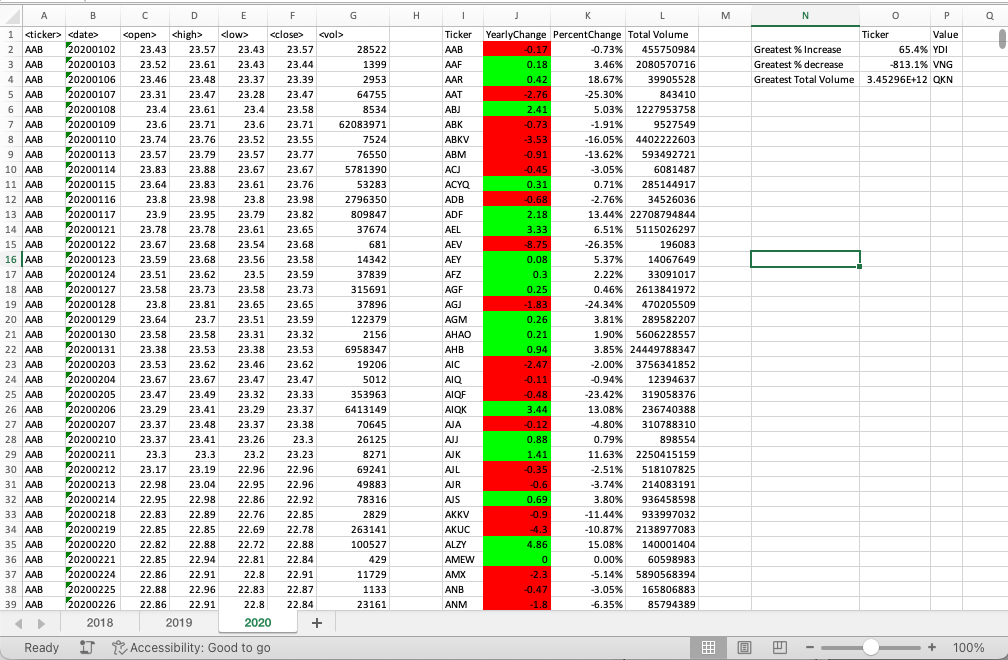 A B C D E F G H I J K L M N O P Q
1 <ticker> <date> <open> <high> <low> <close> <vol> Ticker YearlyChange PercentChange Total Volume Ticker Value
2 AAB 20200102 23.43 23.57 23.43 23.57 28522 AAB -0.17 -0.73% 455750984 Greatest % Increase 65.4% YDI
3 AAB 20200103 23.52 23.61 23.43 23.44 1399 AAF 0.18 3.46% 2080570716 Greatest % decrease -813.1% VNG
4 AAB 20200106 23.46 23.48 23.37 23.39 2953 AAR 0.42 18.67% 39905528 Greatest Total Volume 3.45296E+12 QKN
5 AAB 20200107 23.31 23.47 23.28 23.47 64755 AAT -2.76 -25.30% 843410
6 AAB 20200108 23.4 23.61 23.4 23.58 8534 ABJ 2.41 5.03% 1227953758
7 AAB 20200109 23.6 23.71 23.6 23.71 62083971 ABK -0.73 -1.91% 9527549
8 AAB 20200110 23.74 23.76 23.52 23.55 7524 ABKV -3.53 -16.05% 4402222603
9 AAB 20200113 23.57 23.79 23.57 23.77 76550 ABM -0.91 -13.62% 593492721
10 AAB 20200114 23.83 23.88 23.67 23.67 5781390 ACJ -0.45 -3.05% 6081487
11 AAB 20200115 23.64 23.83 23.61 23.76 53283 ACYQ 0.31 0.71% 285144917
12 AAB 20200116 23.8 23.98 23.8 23.98 2796350 ADB -0.68 -2.76% 34526036
13 AAB 20200117 23.9 23.95 23.79 23.82 809847 ADF 2.18 13.44% 22708794844
14 AAB 20200121 23.78 23.78 23.61 23.65 37674 AEL 3.33 6.51% 5115026297
15 AAB 20200122 23.67 23.68 23.54 23.68 681 AEV -8.75 -26.35% 196083
16 AAB 20200123 23.59 23.68 23.56 23.58 14342 AEY 0.08 5.37% 14067649
17 AAB 20200124 23.51 23.62 23.5 23.59 37839 AFZ 0.3 2.22% 33091017
18 AAB 20200127 23.58 23.73 23.58 23.73 315691 AGF 0.25 0.46% 2613841972
19 AAB 20200128 23.8 23.81 23.65 23.65 37896 AGJ -1.83 -24.34% 470205509
20 AAB 20200129 23.64 23.7 23.51 23.59 122379 AGM 0.26 3.81% 289582207
21 AAB 20200130 23.58 23.58 23.31 23.32 2156 AHAO 0.21 1.90% 5606228557
22 AAB 20200131 23.38 23.53 23.38 23.53 6958347 AHB 0.94 3.85% 24449788347
23 AAB 20200203 23.53 23.62 23.46 23.62 19206 AIC -2.47 -2.00% 3756341852
24 AAB 20200204 23.67 23.67 23.47 23.47 5012 AIQ -0.11 -0.94% 12394637
25 AAB 20200205 23.47 23.49 23.32 23.33 353963 AIQF -0.48 -23.42% 319058376
26 AAB 20200206 23.29 23.41 23.29 23.37 6413149 AIQK 3.44 13.08% 236740388
27 AAB 20200207 23.37 23.48 23.37 23.38 70645 AJA -0.12 -4.80% 310788310
28 AAB 20200210 23.37 23.41 23.26 23.3 26125 AJJ 0.88 0.79% 898554
29 AAB 20200211 23.3 23.3 23.2 23.23 8271 AJK 1.41 11.63% 2250415159
30 AAB 20200212 23.17 23.19 22.96 22.96 69241 AJL -0.35 -2.51% 518107825
31 AAB 20200213 22.98 23.04 22.95 22.96 49883 AJR -0.6 -3.74% 214083191
32 AAB 20200214 22.95 22.98 22.86 22.92 78316 AJS 0.69 3.80% 936458598
33 AAB 20200218 22.83 22.89 22.76 22.85 2829 AKKV -0.9 -11.44% 933997032
34 AAB 20200219 22.85 22.85 22.69 22.78 263141 AKUC -4.3 -10.87% 2138977083
35 AAB 20200220 22.82 22.88 22.72 22.88 100527 ALZY 4.86 15.08% 140001404
36 AAB 20200221 22.85 22.94 22.81 22.84 429 AMEW 0 0.00% 60598983
37 AAB 20200224 22.86 22.91 22.8 22.91 11729 AMX -2.3 -5.14% 5890568394
38 AAB 20200225 22.88 22.96 22.83 22.87 1133 ANB -0.47 -3.05% 165806883
39 AAB 20200226 22.86 22.91 22.8 22.84 23161 ANM -1.8 -6.35% 85794389
2018 2019 2020 +
Ready Accessibility: Good to go 100%